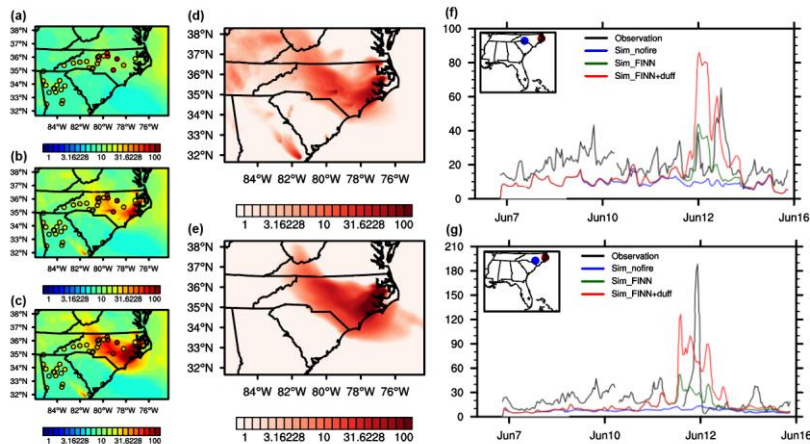 (a)
38°N
37°N
36°N
35°N
34°N
33°N
32°N
84°W 82°W 80°W 78°W 76°W
1 3.16228 10 31.6228 100
(b)
38°N
37°N
36°N
35°N
34°N
33°N
32°N
84°W 82°W 80°W 78°W 76°W
1 3.16228 10 31.6228 100
(c)
38°N
37°N
36°N
35°N
34°N
33°N
32°N
84°W 82°W 80°W 78°W 76°W
1 3.16228 10 31.6228 100
(d)
38°N
37°N
36°N
35°N
34°N
33°N
32°N
84°W 82°W 80°W 78°W 76°W
1 3.16228 10 31.6228 100
(e)
38°N
37°N
36°N
35°N
34°N
33°N
32°N
84°W 82°W 80°W 78°W 76°W
1 3.16228 10 31.6228 100
(f)
100
80
60
40
20
0
Observation
Sim_nofire
Sim_FINN
Sim_FINN+duff
Jun7 Jun10 Jun12 Jun16
(g)
210
180
150
120
90
60
30
0
Observation
Sim_nofire
Sim_FINN
Sim_FINN+duff
Jun7 Jun10 Jun12 Jun16